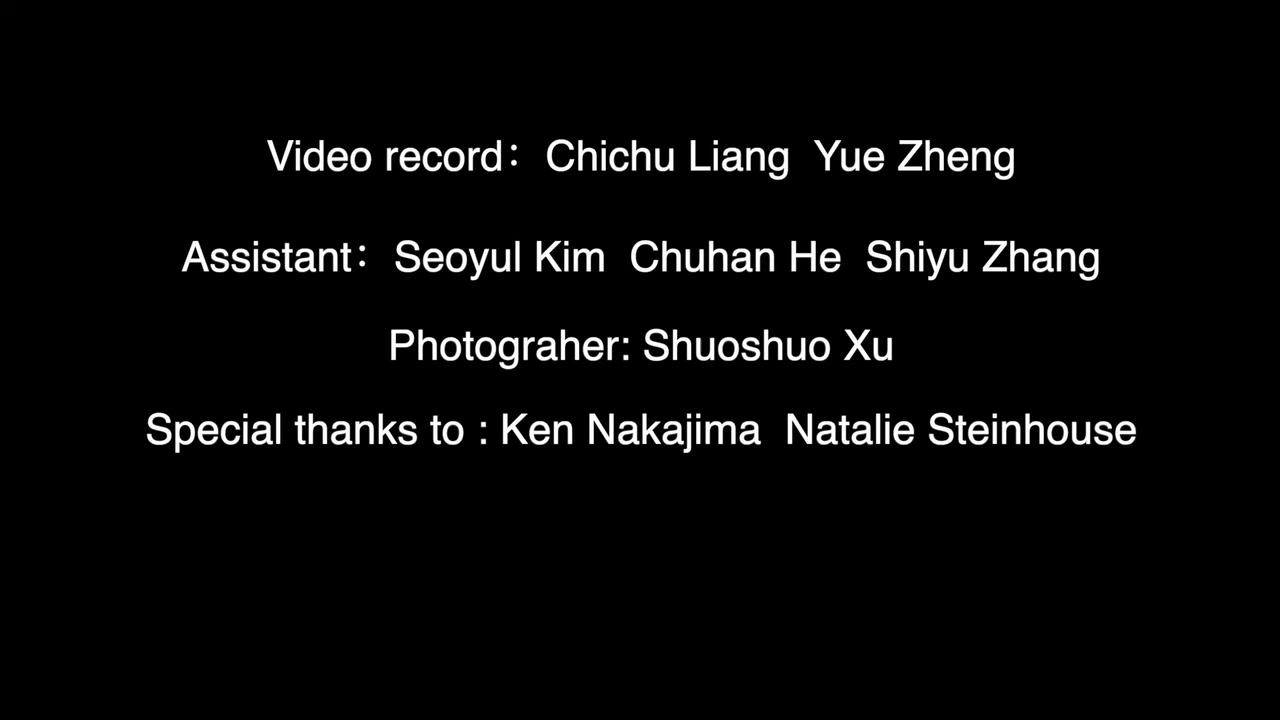 Video record： Chichu Liang  Yue Zheng
Assistant： Seoyul Kim  Chuhan He  Shiyu Zhang
Photograher: Shuoshuo Xu
Special thanks to : Ken Nakajima  Natalie Steinhouse